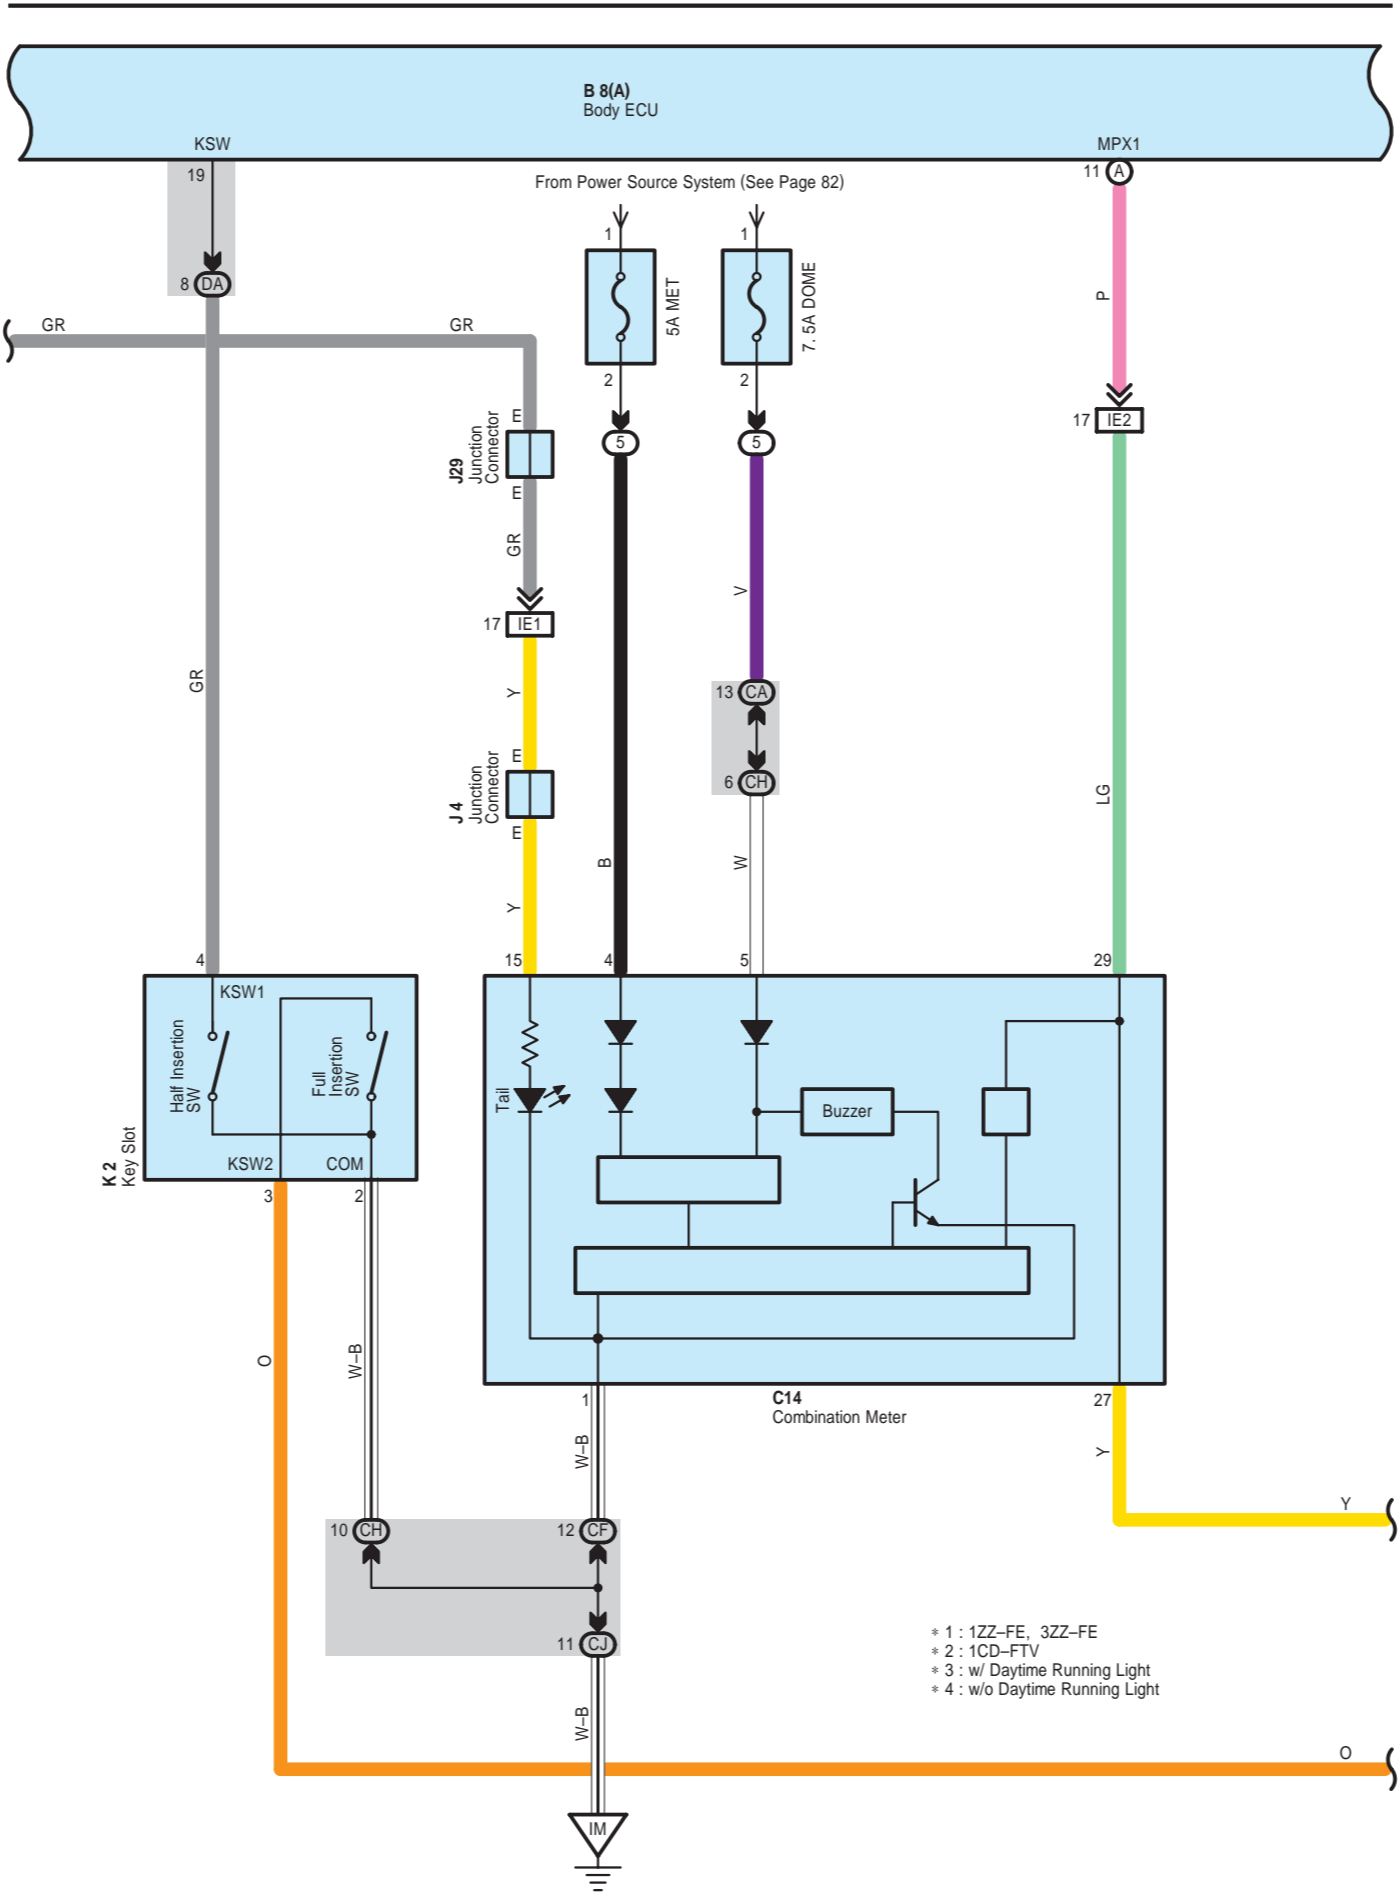 B 8(A)
Body ECU
KSW
MPX1
19
11 A
From Power Source System (See Page 82)
8 DA
1
1
5A MET
7. 5A DOME
P
GR
GR
2
2
E
J29
Junction
Connector
E
5
5
17 IE2
GR
V
17 IE1
GR
Y
13 CA
E
J 4
Junction
Connector
E
6 CH
LG
B
W
Y
4
15
4
5
29
KSW1
Half Insertion
SW
Full
Insertion
SW
Tail
Buzzer
K 2
Key Slot
KSW2
COM
3
2
O
W–B
1
C14
Combination Meter
27
W–B
Y
Y
10 CH
12 CF
11 CJ
∗ 1 : 1ZZ–FE, 3ZZ–FE
∗ 2 : 1CD–FTV
∗ 3 : w/ Daytime Running Light
∗ 4 : w/o Daytime Running Light
W–B
O
IM